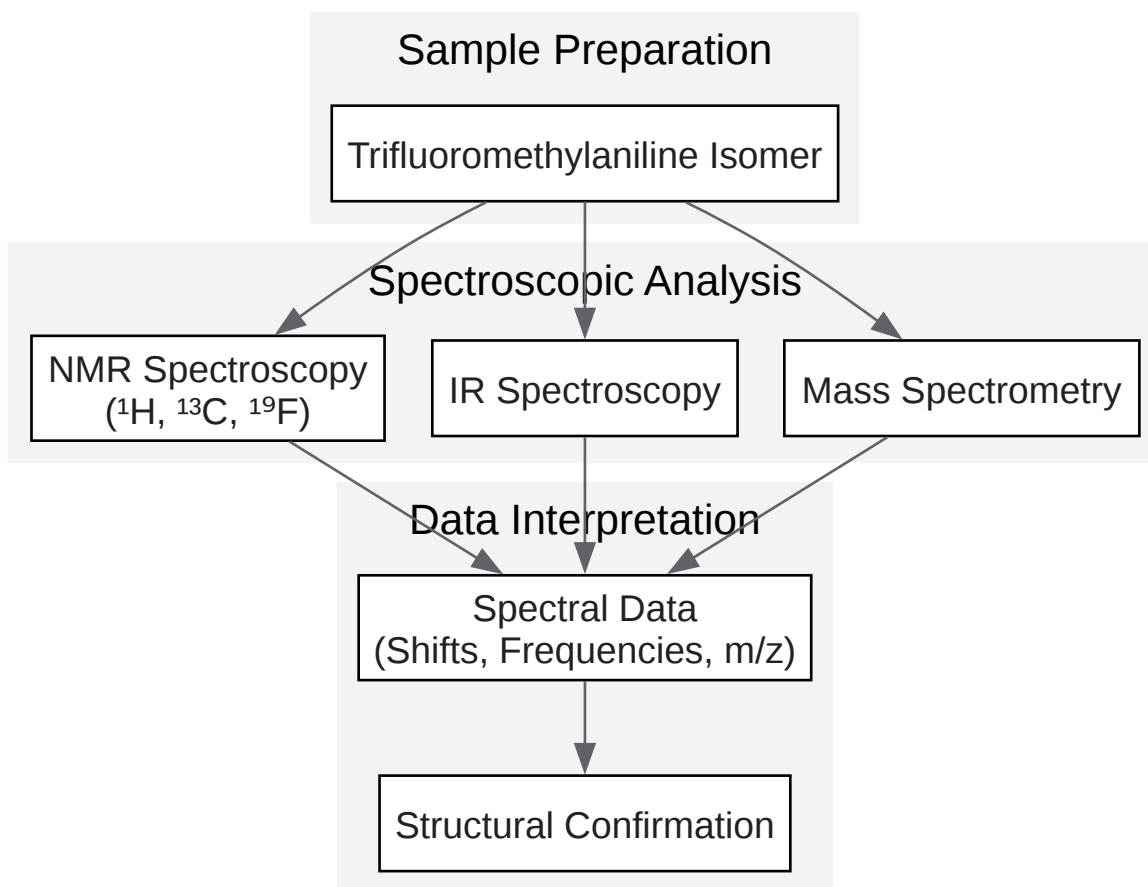 Sample Preparation
Trifluoromethylaniline Isomer
Spectroscopic Analysis
NMR Spectroscopy
(¹H, ¹³C, ¹⁹F)
IR Spectroscopy
Mass Spectrometry
Data Interpretation
Spectral Data
(Shifts, Frequencies, m/z)
Structural Confirmation